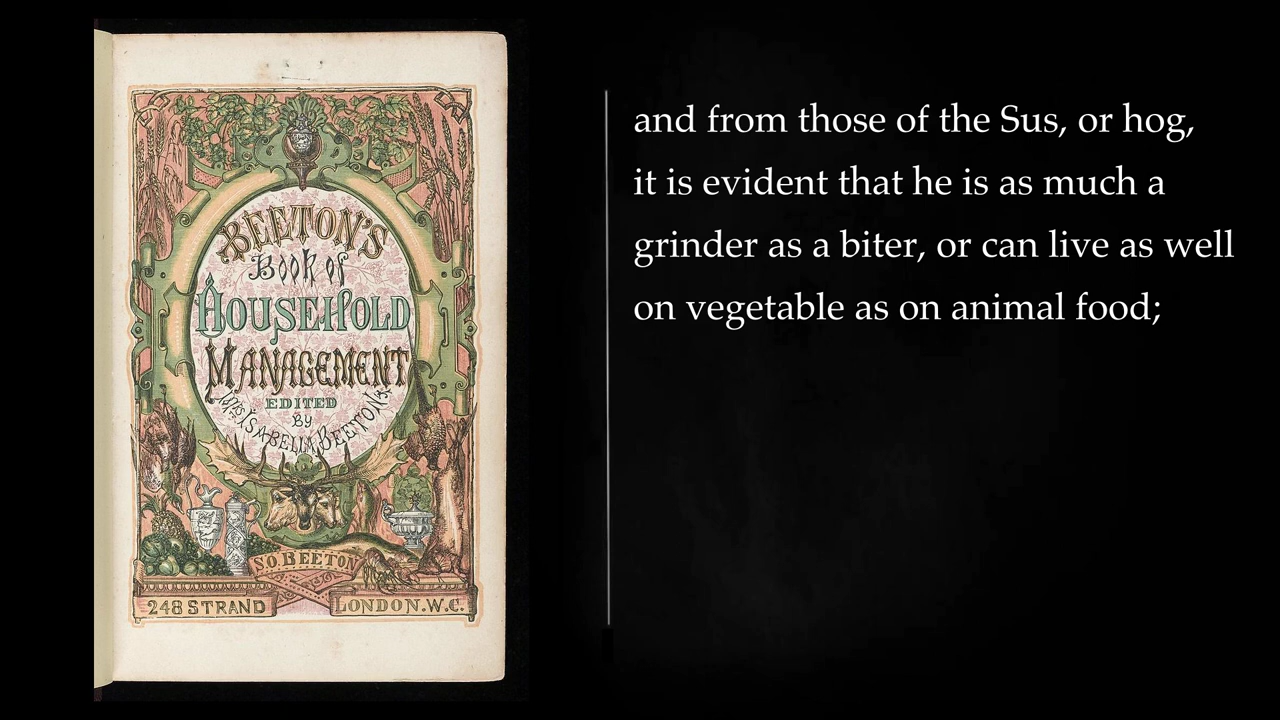 BEETON'S
Book of
HOUSEHOLD
MANAGEMENT
EDITED
BY
MRS ISABELLA BEETON
S.O. BEETON
248 STRAND
LONDON. W.C.
and from those of the Sus, or hog,
it is evident that he is as much a
grinder as a biter, or can live as well
on vegetable as on animal food;